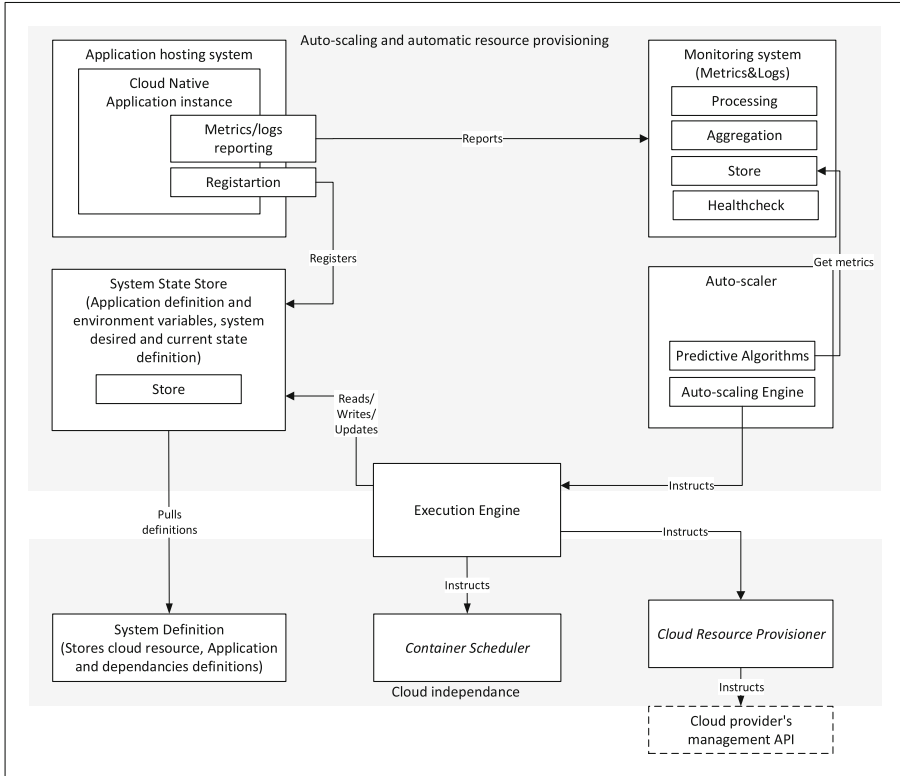 Auto-scaling and automatic resource provisioning
Application hosting system
Cloud Native
Application instance
Metrics/logs
reporting
Registartion
Reports
Monitoring system
(Metrics&Logs)
Processing
Aggregation
Store
Healthcheck
Registers
Get metrics
System State Store
(Application definition and
environment variables, system
desired and current state
definition)
Store
Auto-scaler
Predictive Algorithms
Auto-scaling Engine
Reads/
Writes/
Updates
Instructs
Execution Engine
Pulls
definitions
Instructs
Instructs
System Definition
(Stores cloud resource, Application
and dependancies definitions)
Container Scheduler
Cloud Resource Provisioner
Cloud independance
Instructs
Cloud provider's
management API